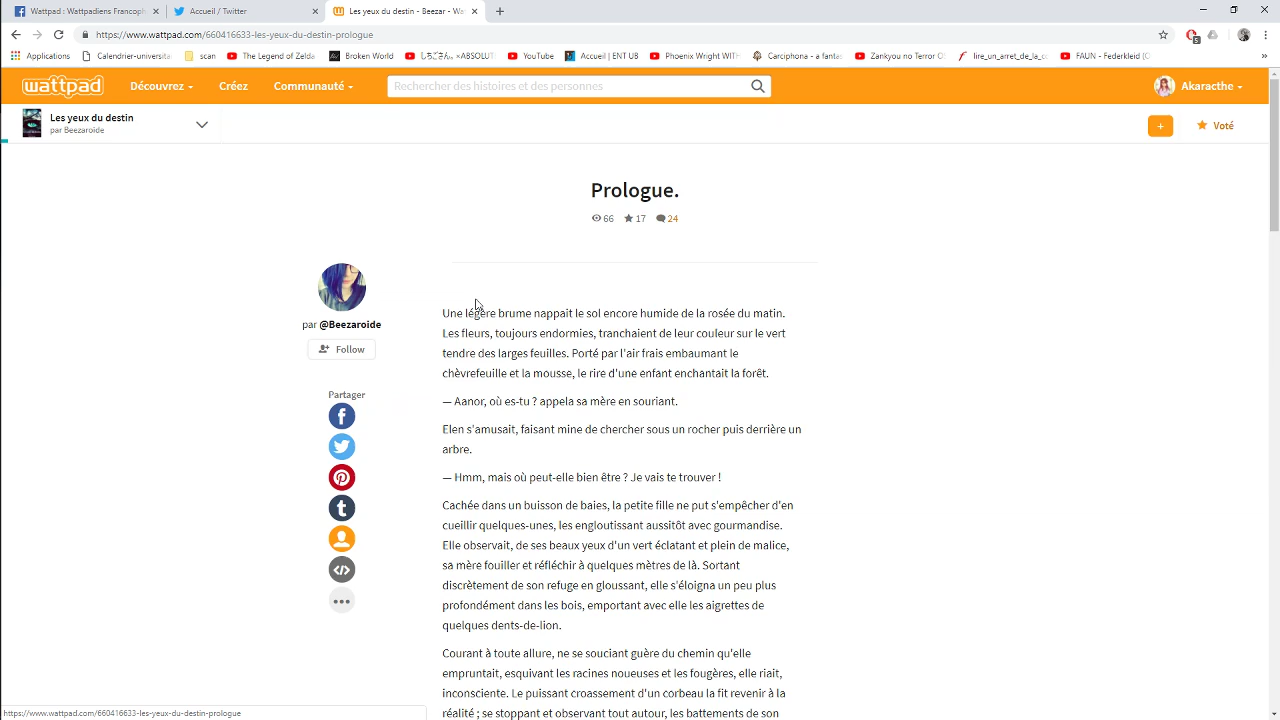 Wattpad : Wattpadiens Francoph
Accueil / Twitter
Les yeux du destin - Beezar - Wat
https://www.wattpad.com/660416633-les-yeux-du-destin-prologue
Applications
Calendrier-universita
scan
The Legend of Zelda
Broken World
×ABSOLUT
YouTube
Accueil | ENT UB
Phoenix Wright WITH
Garciphona - a fantas
Zankyou no Terror OS
lire_un_arret_de_la_co
FAUN - Federkleid (Of
wattpad
Découvrez
Créez
Communauté
Rechercher des histoires et des personnes
Akaracthe
Les yeux du destin
par Beezaroide
+
Voté
Prologue.
66 17 24
par @Beezaroide
Follow
Partager
Une légère brume nappait le sol encore humide de la rosée du matin.
Les fleurs, toujours endormies, tranchaient de leur couleur sur le vert
tendre des larges feuilles. Porté par l'air frais embaumant le
chèvrefeuille et la mousse, le rire d'une enfant enchantait la forêt.
— Aanor, où es-tu ? appela sa mère en souriant.
Elen s'amusait, faisant mine de chercher sous un rocher puis derrière un
arbre.
— Hmm, mais où peut-elle bien être ? Je vais te trouver !
Cachée dans un buisson de baies, la petite fille ne put s'empêcher d'en
cueillir quelques-unes, les engloutissant aussitôt avec gourmandise.
Elle observait, de ses beaux yeux d'un vert éclatant et plein de malice,
sa mère fouiller et réfléchir à quelques mètres de là. Sortant
discrètement de son refuge en gloussant, elle s'éloigna un peu plus
profondément dans les bois, emportant avec elle les aigrettes de
quelques dents-de-lion.
Courant à toute allure, ne se souciant guère du chemin qu'elle
empruntait, esquivant les racines noueuses et les fougères, elle riait,
inconsciente. Le puissant croassement d'un corbeau la fit revenir à la
réalité ; se stoppant et observant tout autour, les battements de son
https://www.wattpad.com/660416633-les-yeux-du-destin-prologue